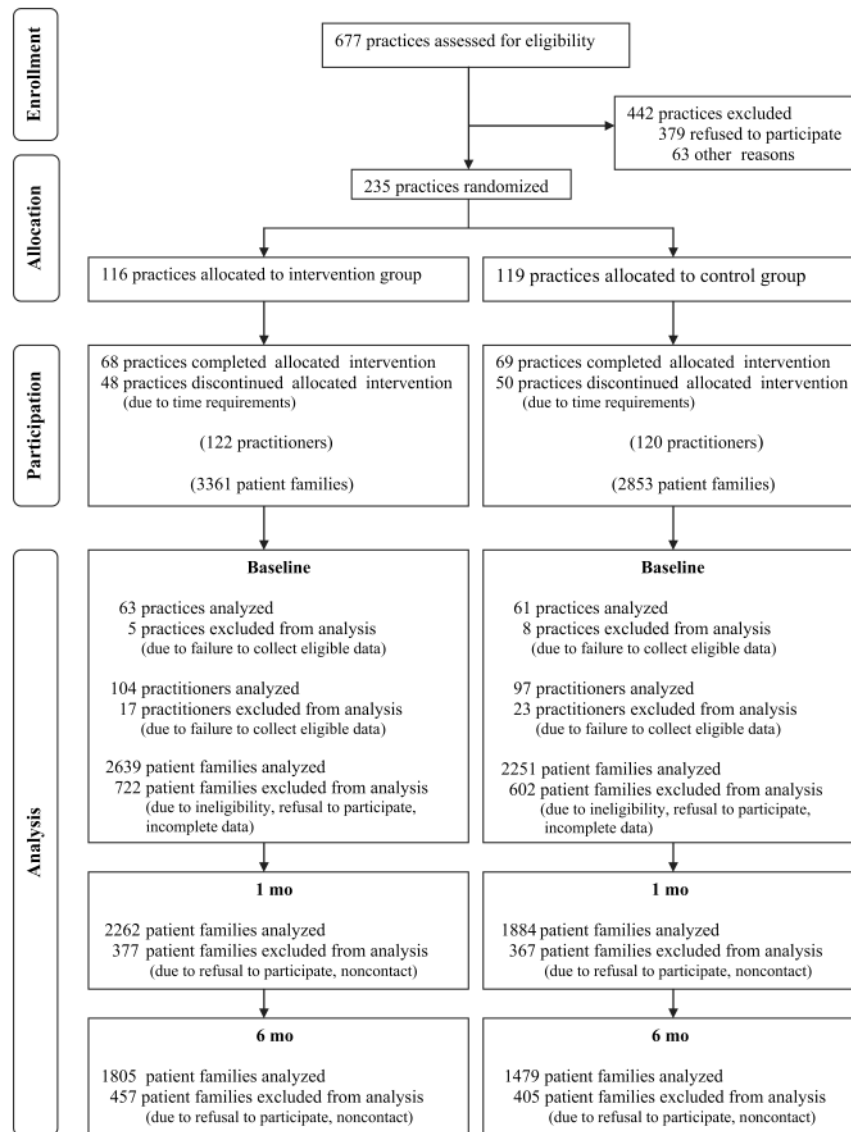 Enrollment
677 practices assessed for eligibility
442 practices excluded
379 refused to participate
63 other reasons
Allocation
235 practices randomized
116 practices allocated to intervention group
119 practices allocated to control group
Participation
68 practices completed allocated intervention
48 practices discontinued allocated intervention
(due to time requirements)
(122 practitioners)
(3361 patient families)
69 practices completed allocated intervention
50 practices discontinued allocated intervention
(due to time requirements)
(120 practitioners)
(2853 patient families)
Analysis
Baseline
63 practices analyzed
5 practices excluded from analysis
(due to failure to collect eligible data)
104 practitioners analyzed
17 practitioners excluded from analysis
(due to failure to collect eligible data)
2639 patient families analyzed
722 patient families excluded from analysis
(due to ineligibility, refusal to participate,
incomplete data)
Baseline
61 practices analyzed
8 practices excluded from analysis
(due to failure to collect eligible data)
97 practitioners analyzed
23 practitioners excluded from analysis
(due to failure to collect eligible data)
2251 patient families analyzed
602 patient families excluded from analysis
(due to ineligibility, refusal to participate,
incomplete data)
1 mo
2262 patient families analyzed
377 patient families excluded from analysis
(due to refusal to participate, noncontact)
1 mo
1884 patient families analyzed
367 patient families excluded from analysis
(due to refusal to participate, noncontact)
6 mo
1805 patient families analyzed
457 patient families excluded from analysis
(due to refusal to participate, noncontact)
6 mo
1479 patient families analyzed
405 patient families excluded from analysis
(due to refusal to participate, noncontact)